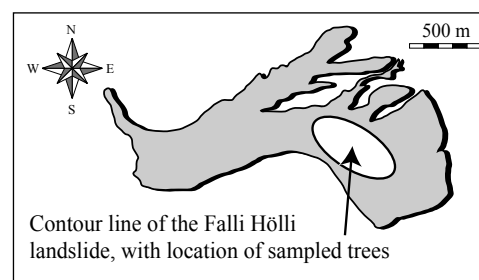 N
500 m
W E
S
Contour line of the Falli Hölli
landslide, with location of sampled trees